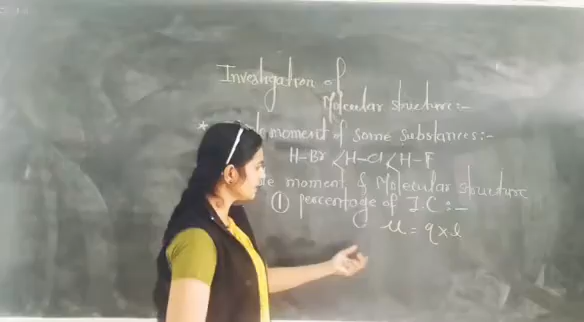 Investigation of
Molecular structure:-
* moment of some substances:-
H-Br < H-Cl < H-F
moment & Molecular structure
① percentage of I.C:-
μ = q × l